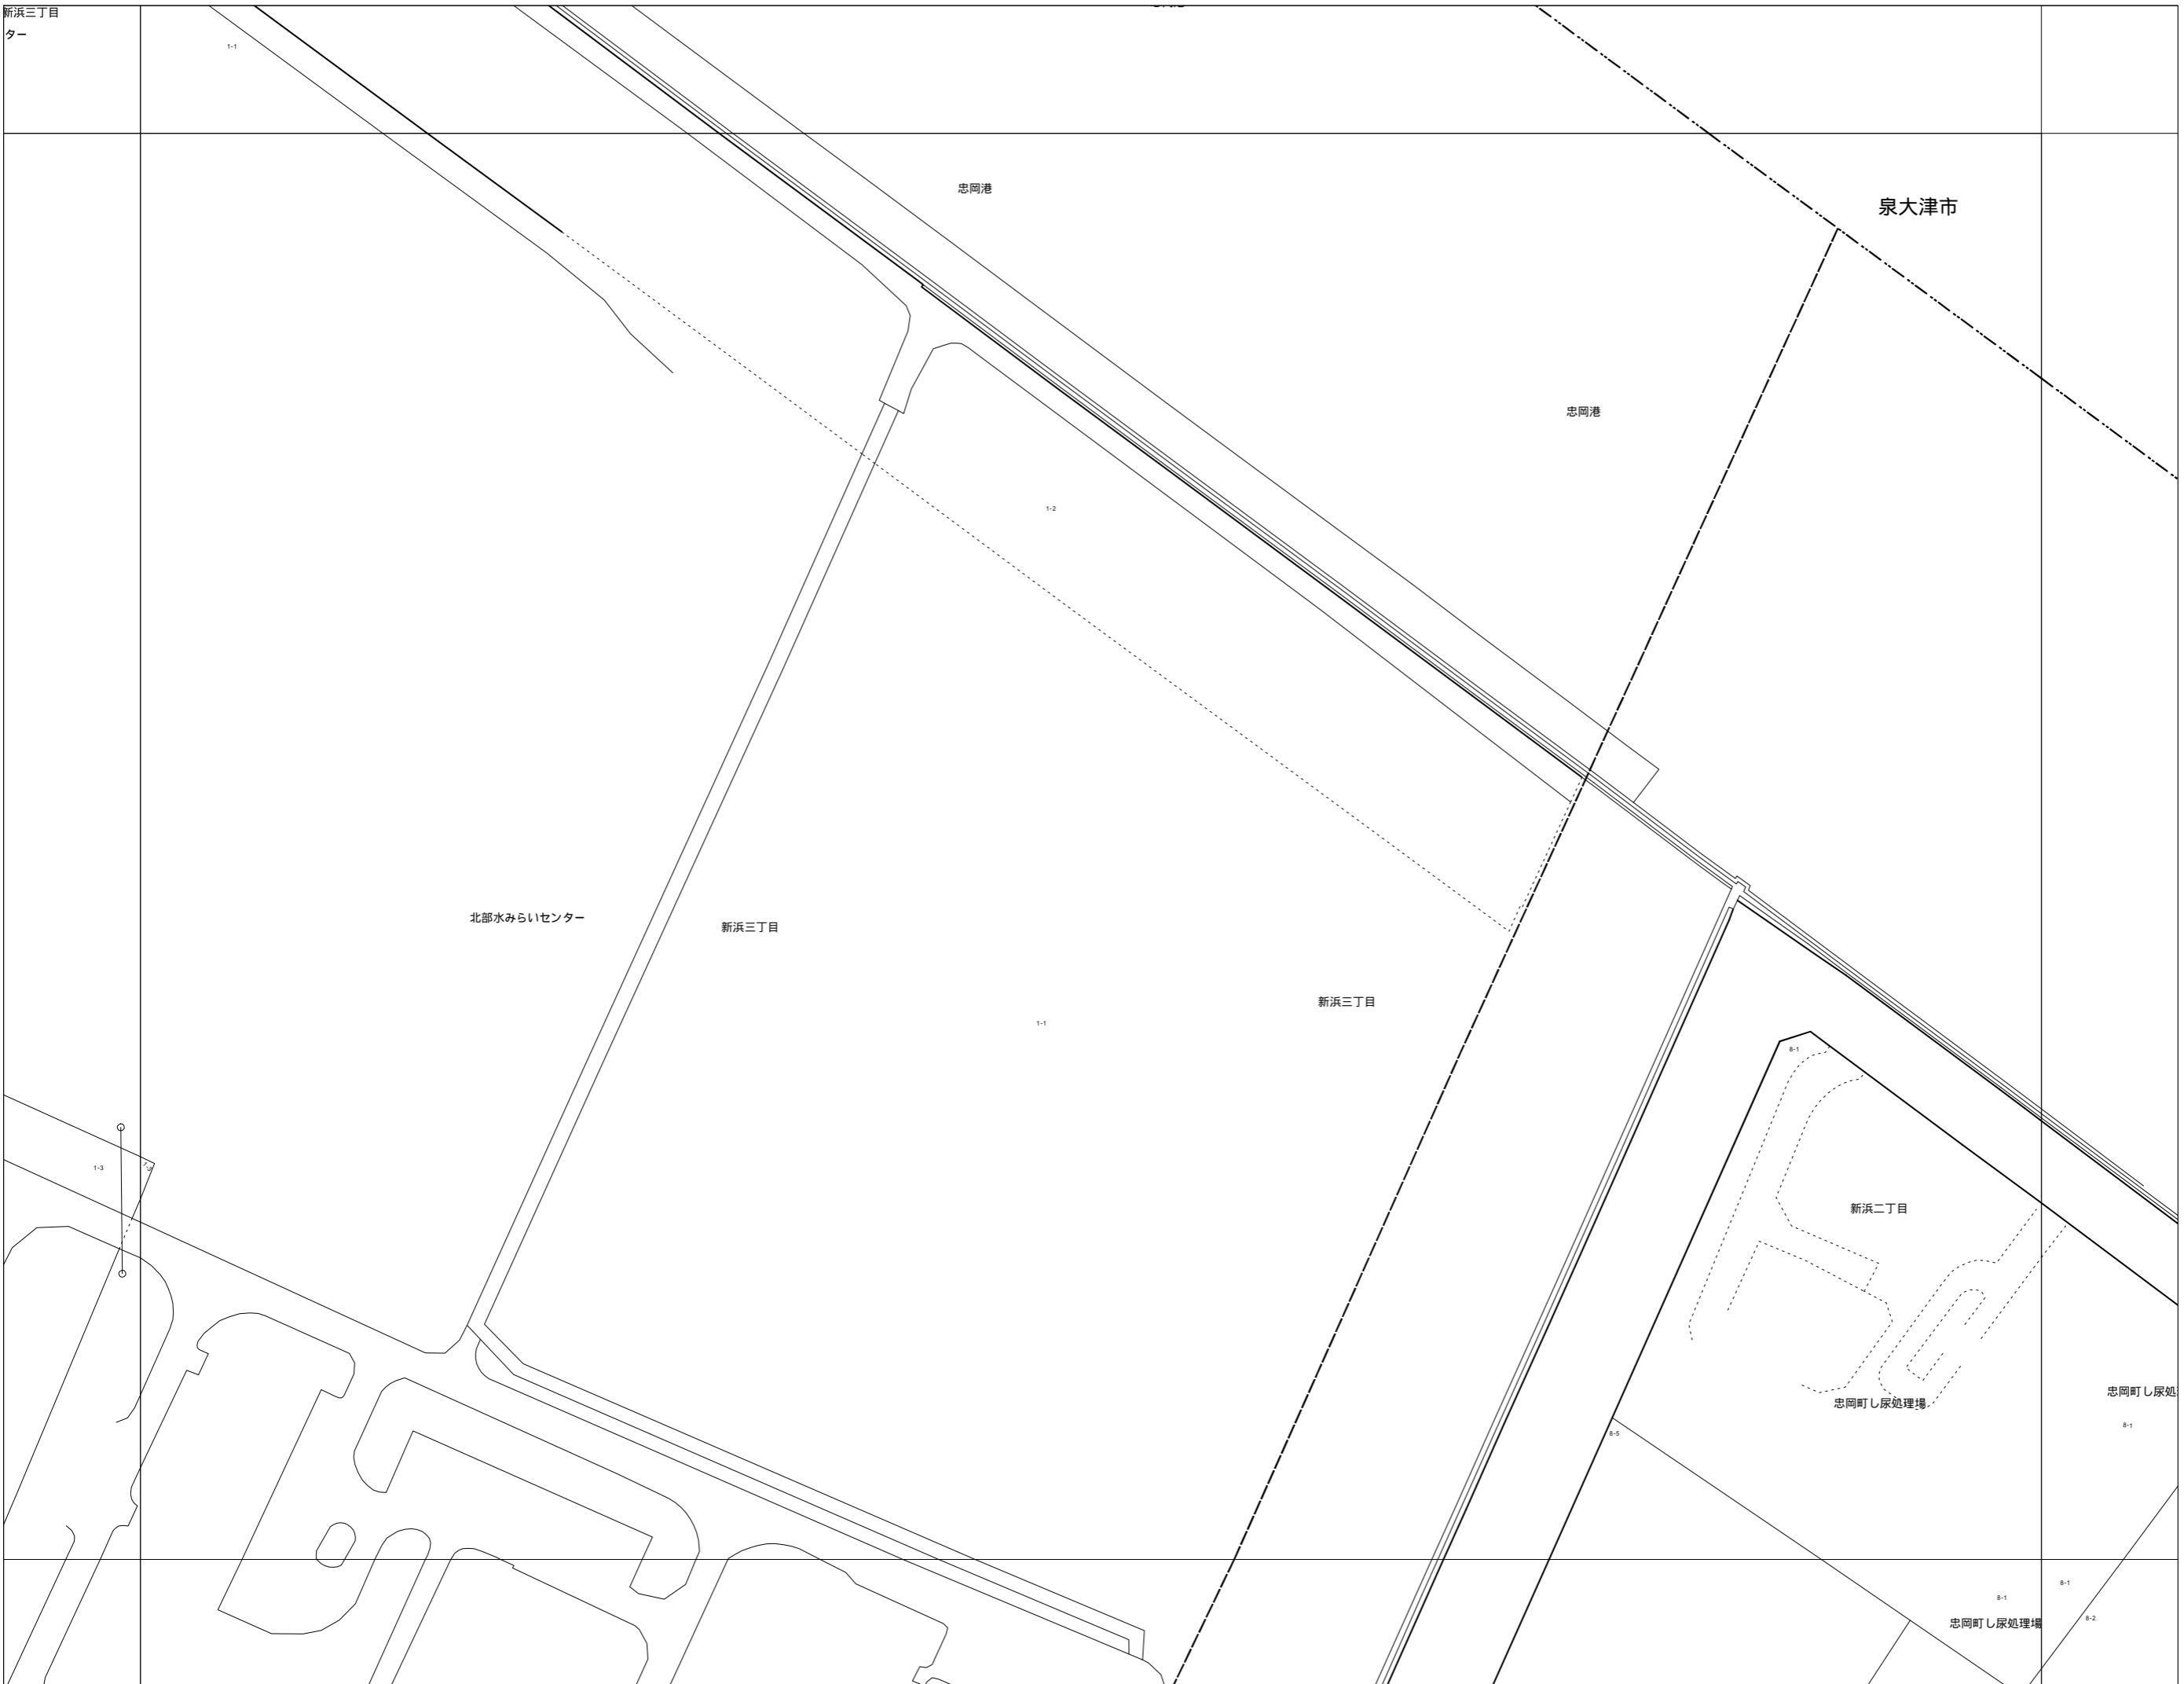 新浜三丁目
ター
1-1
忠岡港
泉大津市
忠岡港
1-2
北部水みらいセンター
新浜三丁目
新浜三丁目
1-1
8-1
1-3
1-3
新浜二丁目
忠岡町し尿処
忠岡町し尿処理場
8-1
8-5
8-1
8-1
8-2
忠岡町し尿処理場